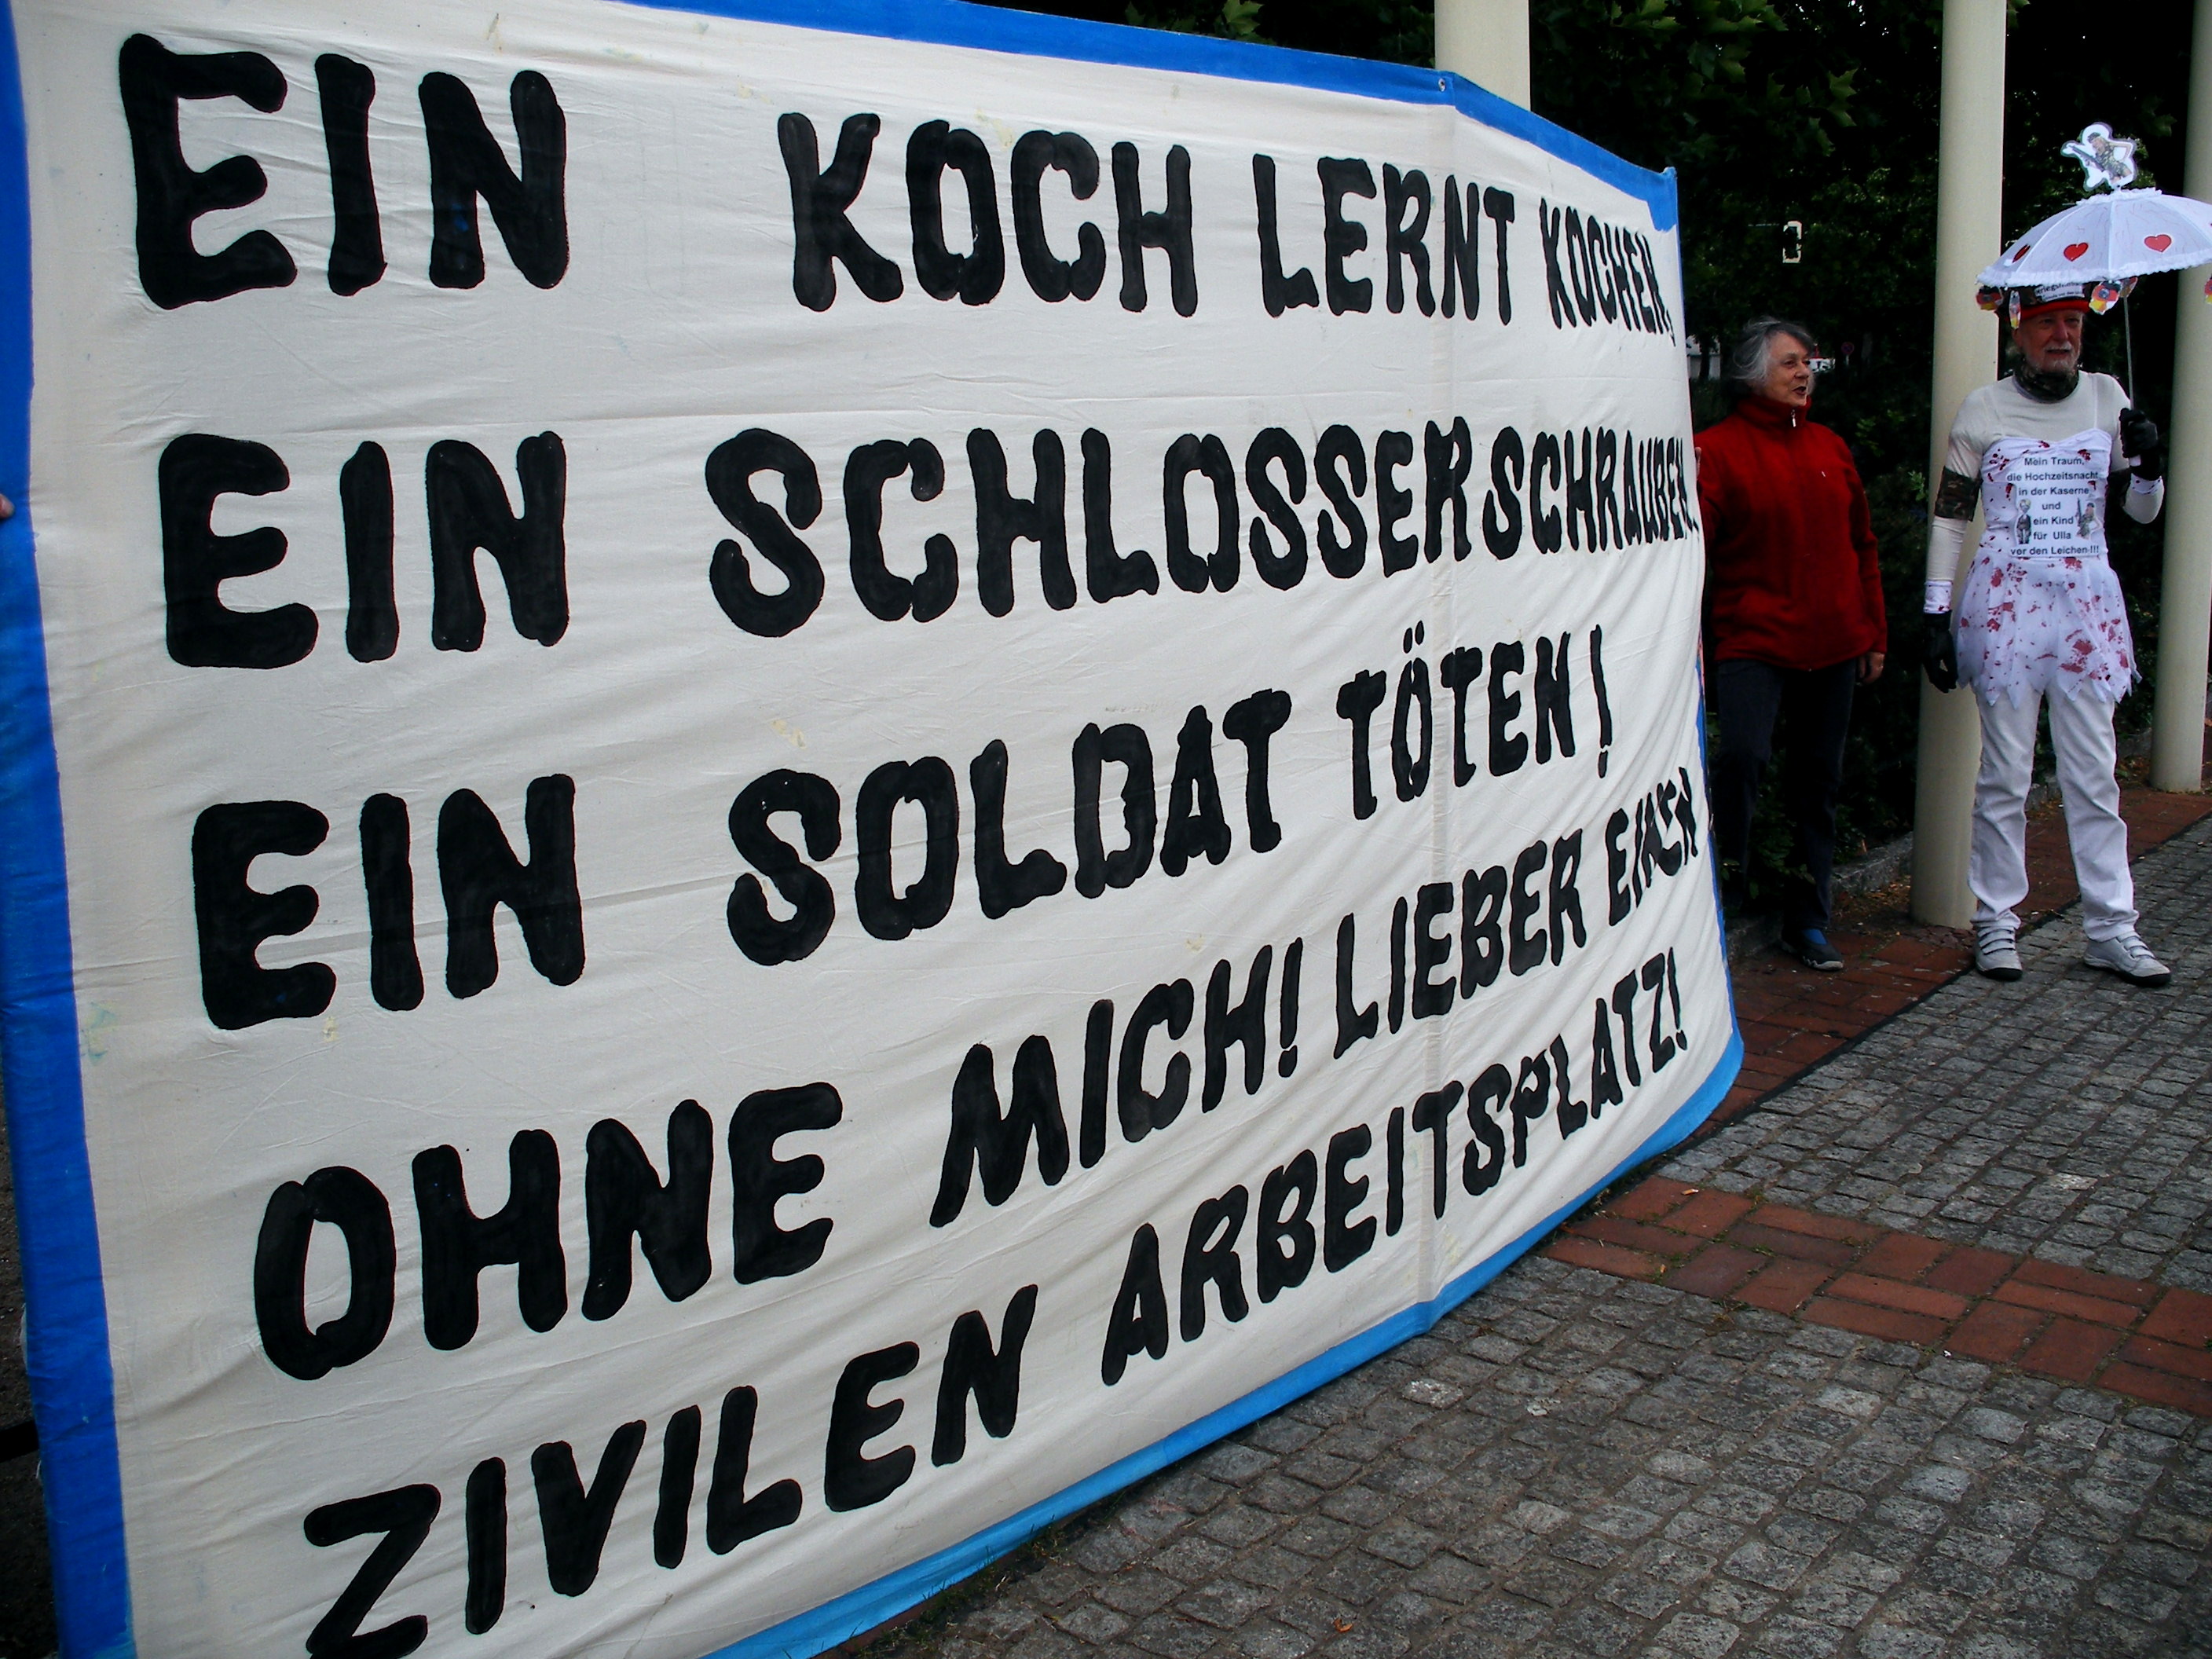 EIN KOCH LERNT KOCHEN,
EIN SCHLOSSER SCHRAUBEN,
EIN SOLDAT TÖTEN!
OHNE MICH! LIEBER EINEN
ZIVILEN ARBEITSPLATZ!
Mein Traum,
die Hochzeitsnacht
in der Kaserne
und
ein Kind
für Ulla
vor den Leichen !!!